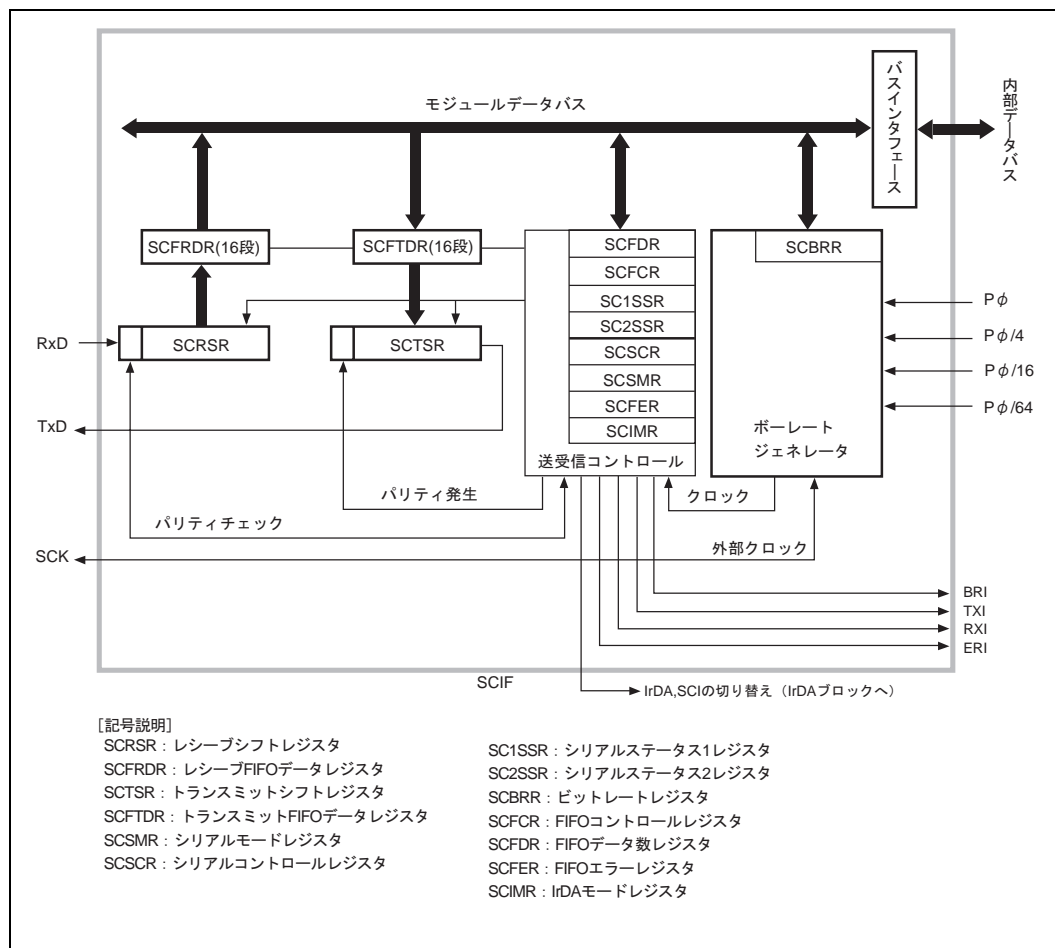 モジュールデータバス
バスインタフェース
内部データバス
SCFRDR(16段)
SCFTDR(16段)
SCFDR
SCFCR
SC1SSR
SC2SSR
SCSCR
SCSMR
SCFER
SCIMR
送受信コントロール
SCBRR
ボーレート
ジェネレータ
Pφ
Pφ/4
Pφ/16
Pφ/64
RxD
SCRSR
SCTSR
TxD
パリティ発生
パリティチェック
クロック
外部クロック
SCK
BRI
TXI
RXI
ERI
SCIF
IrDA,SCIの切り替え（IrDAブロックへ）
［記号説明］
SCRSR：レシーブシフトレジスタ
SCFRDR：レシーブFIFOデータレジスタ
SCTSR：トランスミットシフトレジスタ
SCFTDR：トランスミットFIFOデータレジスタ
SCSMR：シリアルモードレジスタ
SCSCR：シリアルコントロールレジスタ
SC1SSR：シリアルステータス1レジスタ
SC2SSR：シリアルステータス2レジスタ
SCBRR：ビットレートレジスタ
SCFCR：FIFOコントロールレジスタ
SCFDR：FIFOデータ数レジスタ
SCFER：FIFOエラーレジスタ
SCIMR：IrDAモードレジスタ